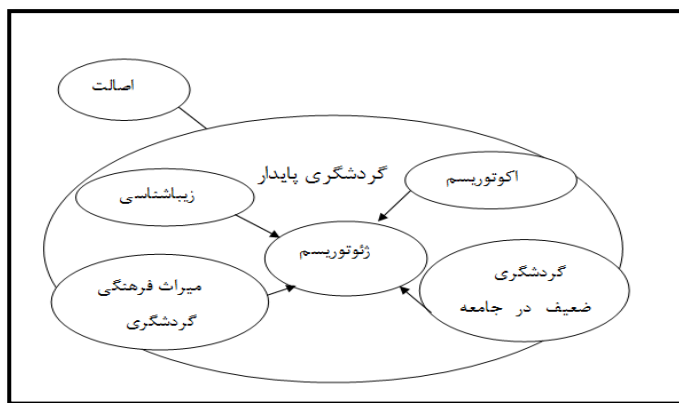 اصالت
گردشگری پایدار
اکوتوریسم
زیباشناسی
ژئوتوریسم
میراث فرهنگی
گردشگری
گردشگری
ضعیف در جامعه